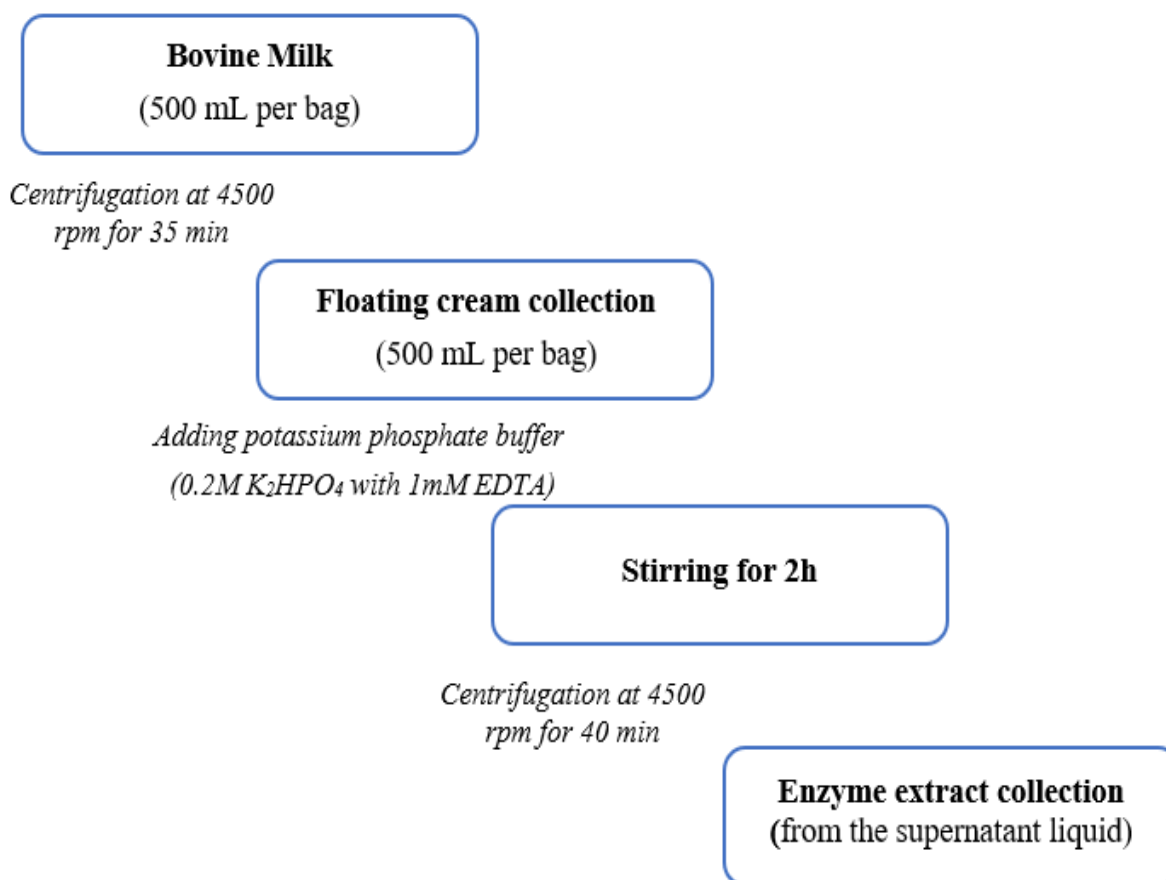 Bovine Milk
(500 mL per bag)
Centrifugation at 4500
rpm for 35 min
Floating cream collection
(500 mL per bag)
Adding potassium phosphate buffer
(0.2M K₂HPO₄ with 1mM EDTA)
Stirring for 2h
Centrifugation at 4500
rpm for 40 min
Enzyme extract collection
(from the supernatant liquid)